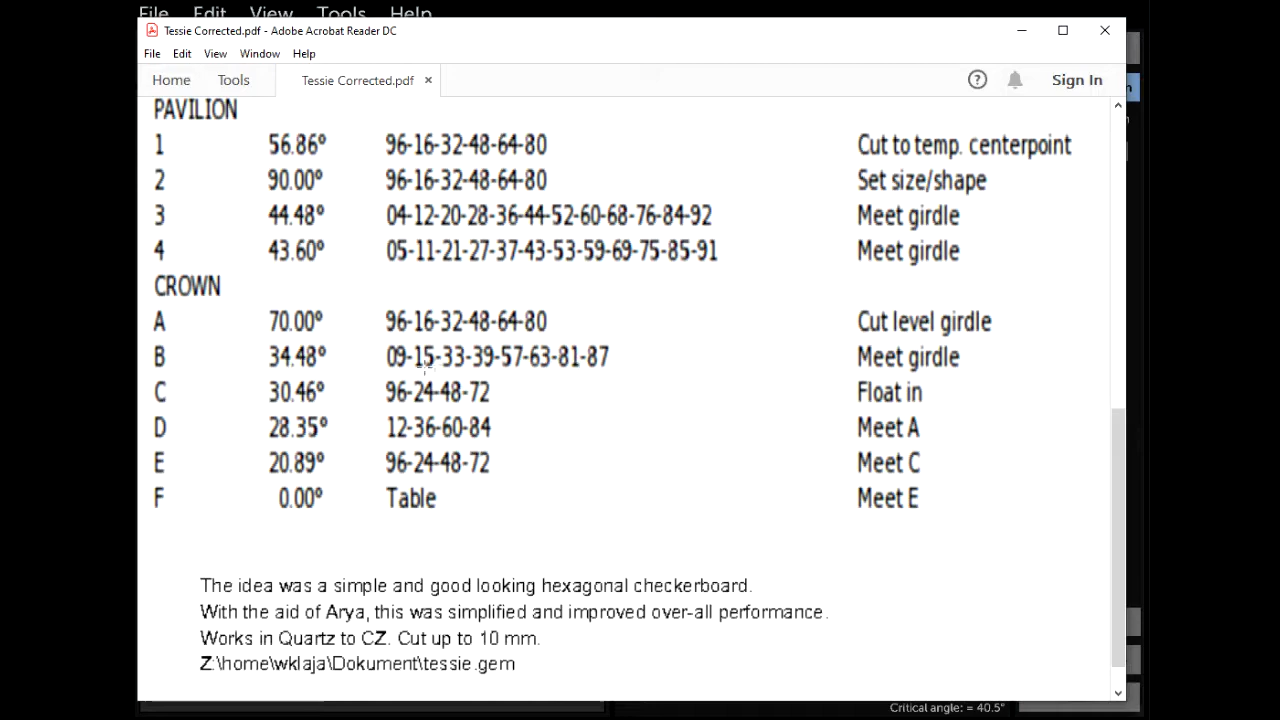 File Edit View Tools Help
Tessie Corrected.pdf - Adobe Acrobat Reader DC
File Edit View Window Help
Home Tools Tessie Corrected.pdf × ? Sign In
PAVILION
1 56.86° 96-16-32-48-64-80 Cut to temp. centerpoint
2 90.00° 96-16-32-48-64-80 Set size/shape
3 44.48° 04-12-20-28-36-44-52-60-68-76-84-92 Meet girdle
4 43.60° 05-11-21-27-37-43-53-59-69-75-85-91 Meet girdle
CROWN
A 70.00° 96-16-32-48-64-80 Cut level girdle
B 34.48° 09-15-33-39-57-63-81-87 Meet girdle
C 30.46° 96-24-48-72 Float in
D 28.35° 12-36-60-84 Meet A
E 20.89° 96-24-48-72 Meet C
F 0.00° Table Meet E
The idea was a simple and good looking hexagonal checkerboard.
With the aid of Arya, this was simplified and improved over-all performance.
Works in Quartz to CZ. Cut up to 10 mm.
Z:\home\wklaja\Dokument\tessie.gem
Critical angle: = 40.5°